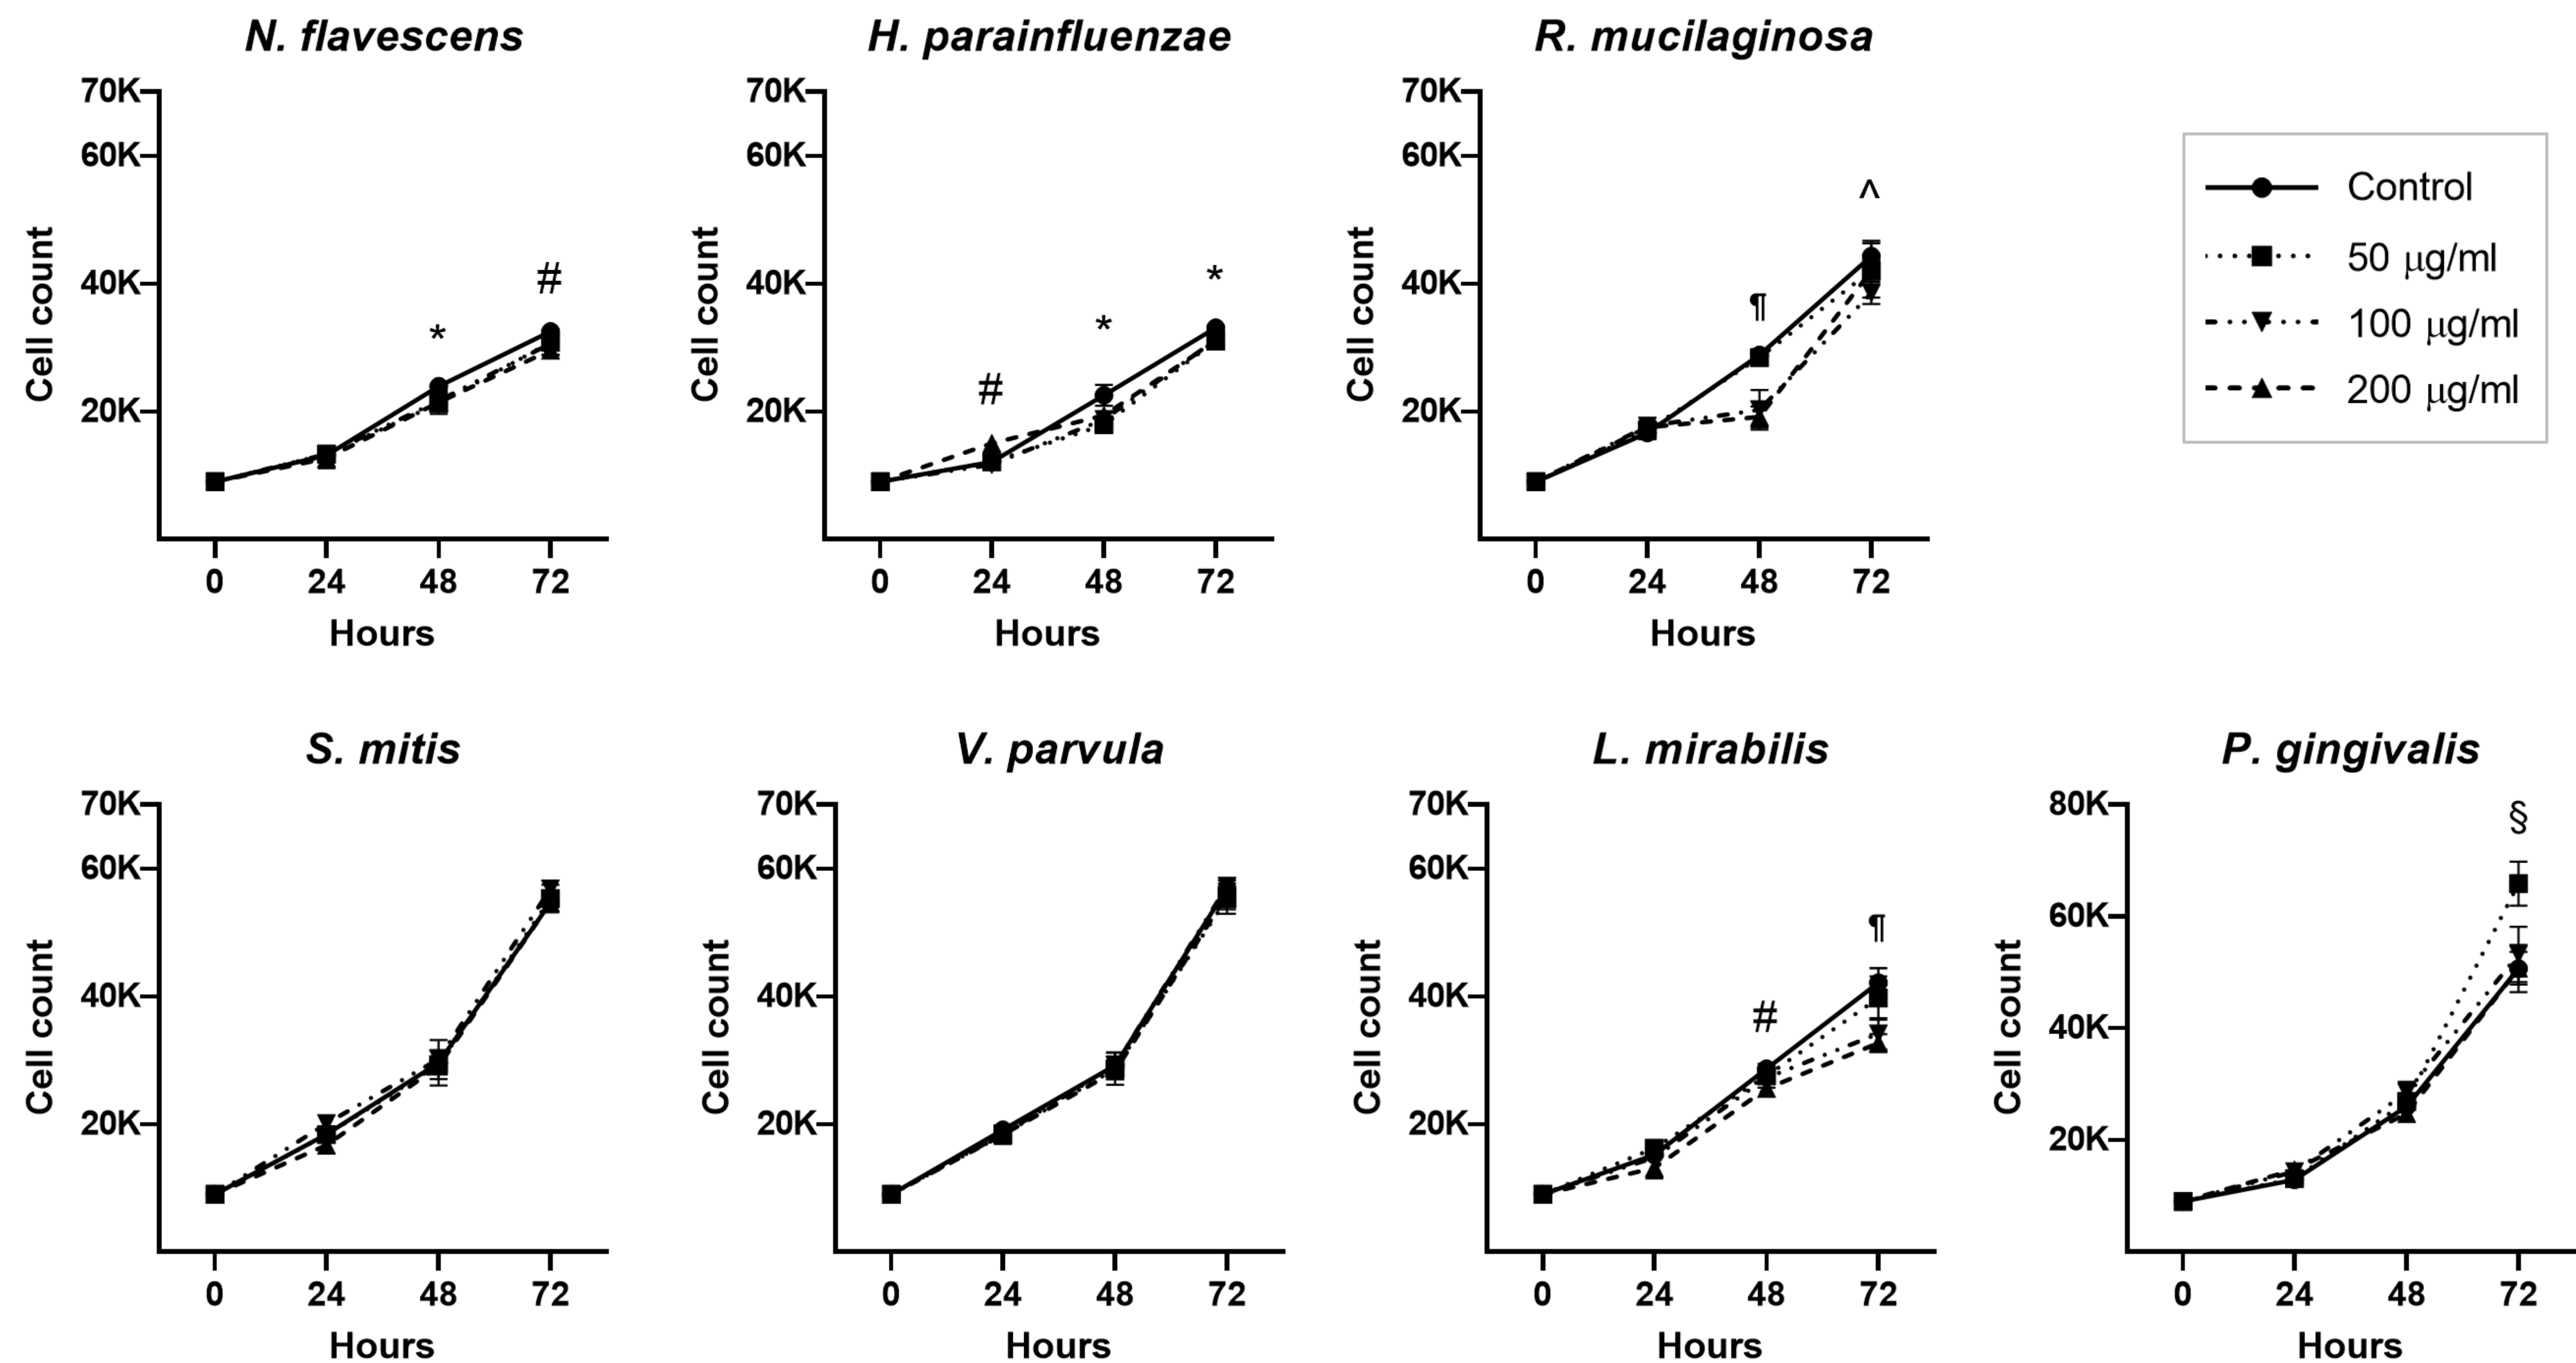 N. flavescens
70K
60K
40K
20K
Cell count
*
#
0 24 48 72
Hours
H. parainfluenzae
70K
60K
40K
20K
Cell count
#
*
*
0 24 48 72
Hours
R. mucilaginosa
70K
60K
40K
20K
Cell count
¶
^
0 24 48 72
Hours
Control
50 μg/ml
100 μg/ml
200 μg/ml
S. mitis
70K
60K
40K
20K
Cell count
0 24 48 72
Hours
V. parvula
70K
60K
40K
20K
Cell count
0 24 48 72
Hours
L. mirabilis
70K
60K
40K
20K
Cell count
#
¶
0 24 48 72
Hours
P. gingivalis
80K
60K
40K
20K
Cell count
§
0 24 48 72
Hours